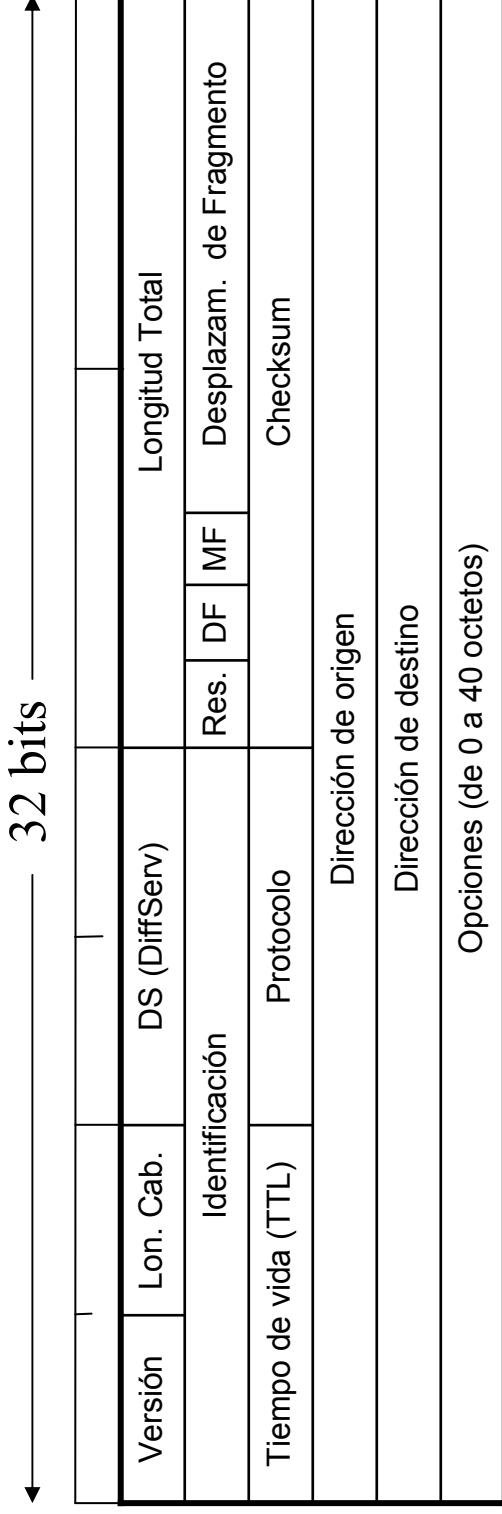 32 bits
Versión Lon. Cab. DS (DiffServ) Longitud Total
Identificación Res. DF MF Desplazam. de Fragmento
Tiempo de vida (TTL) Protocolo Checksum
Dirección de origen
Dirección de destino
Opciones (de 0 a 40 octetos)